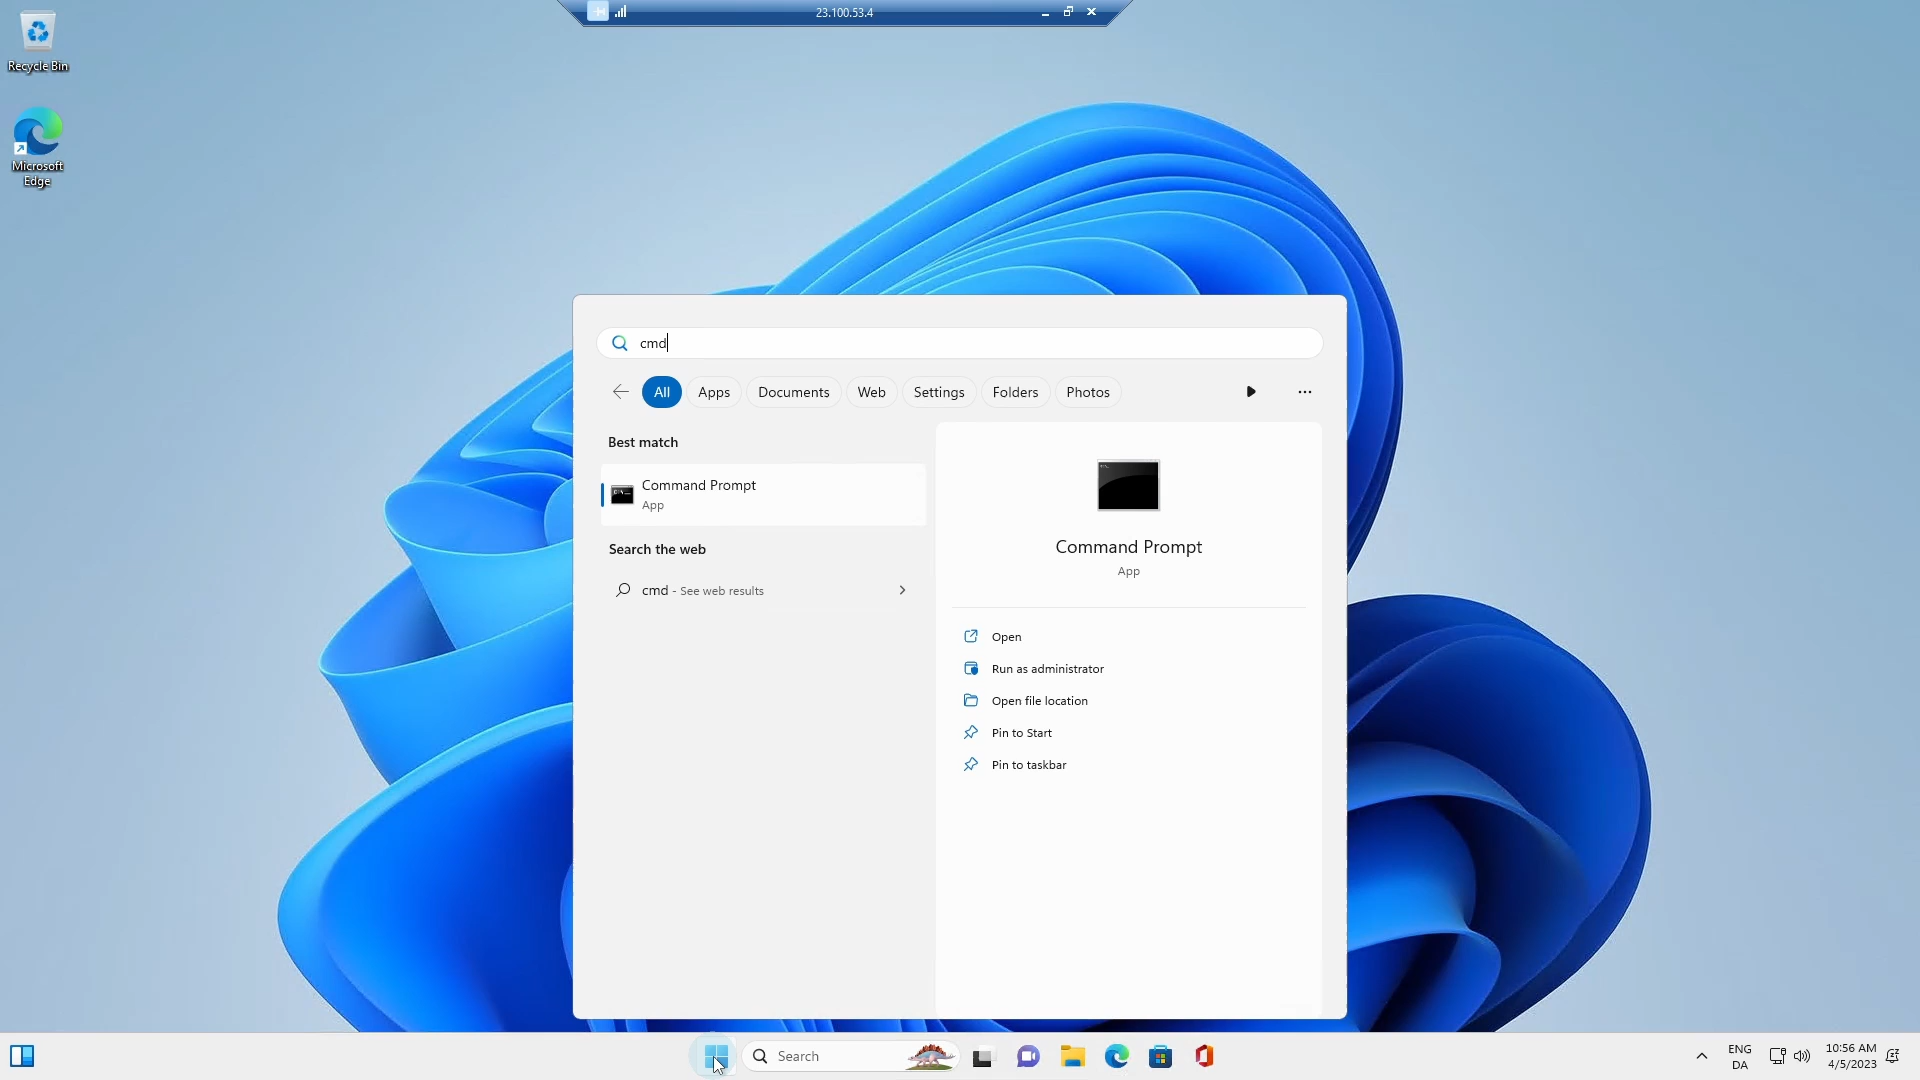 23.100.53.4
Recycle Bin
Microsoft
Edge
cmd
All
Apps
Documents
Web
Settings
Folders
Photos
Best match
Command Prompt
App
Search the web
cmd - See web results
Command Prompt
App
Open
Run as administrator
Open file location
Pin to Start
Pin to taskbar
Search
ENG
DA
10:56 AM
4/5/2023